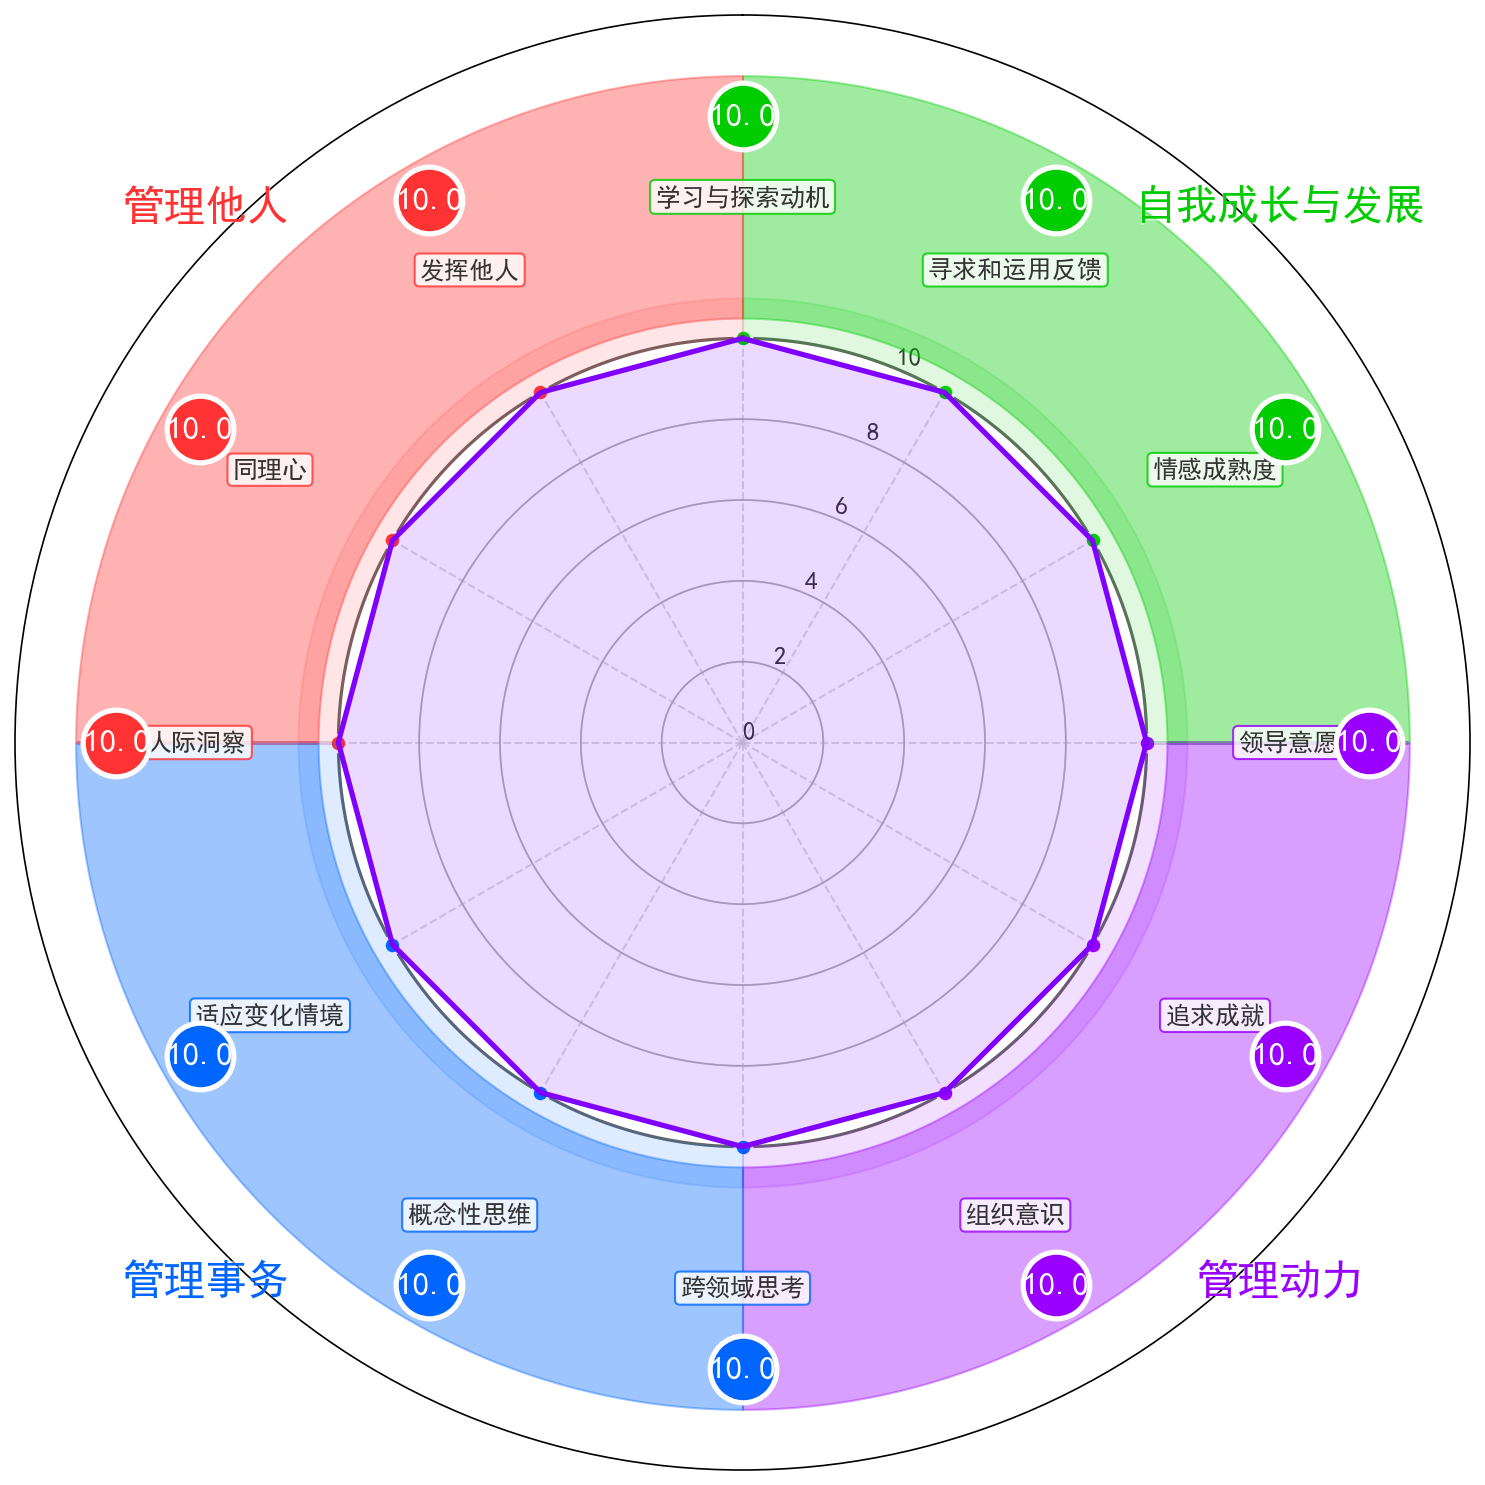 10.0
学习与探索动机
管理他人
10.0
发挥他人
10.0
寻求和运用反馈
自我成长与发展
10.0
同理心
10.0
情感成熟度
10
8
6
4
2
0
10.0
人际洞察
领导意愿
10.0
适应变化情境
10.0
追求成就
10.0
概念性思维
10.0
管理事务
跨领域思考
10.0
组织意识
10.0
管理动力